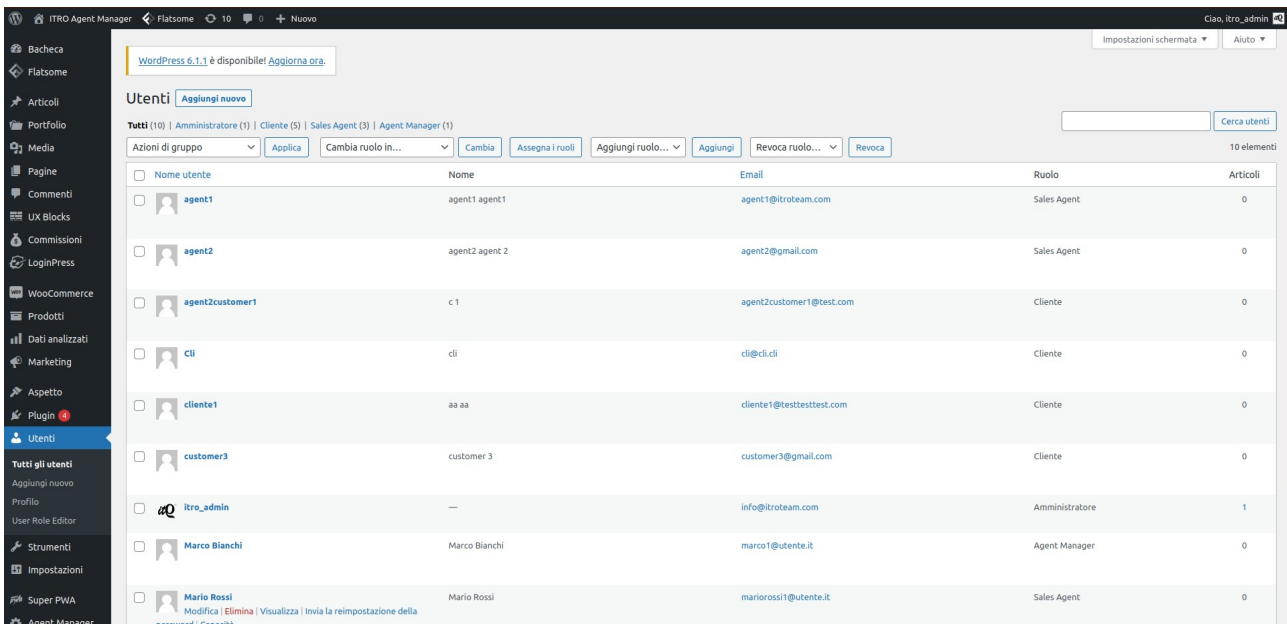 ITRO Agent Manager Flatsome 10 0 + Nuovo Ciao, itro_admin
Impostazioni schermata ▼ Aiuto ▼
Bacheca
Flatsome
Articoli
Portfolio
Media
Pagine
Commenti
UX Blocks
Commissioni
LoginPress
WooCommerce
Prodotti
Dati analizzati
Marketing
Aspetto
Plugin 4
Utenti
Tutti gli utenti
Aggiungi nuovo
Profilo
User Role Editor
Strumenti
Impostazioni
Super PWA
Agent Manager
WordPress 6.1.1 è disponibile! Aggiorna ora.
Utenti Aggiungi nuovo
Tutti (10) | Amministratore (1) | Cliente (5) | Sales Agent (3) | Agent Manager (1)
Cerca utenti
Azioni di gruppo Applica Cambia ruolo in... Cambia Assegna i ruoli Aggiungi ruolo... Aggiungi Revoca ruolo... Revoca 10 elementi
Nome utente Nome Email Ruolo Articoli
agent1 agent1 agent1 agent1@itroteam.com Sales Agent 0
agent2 agent2 agent 2 agent2@gmail.com Sales Agent 0
agent2customer1 c 1 agent2customer1@test.com Cliente 0
Cli cli cli@cli.cli Cliente 0
cliente1 aa aa cliente1@testtesttest.com Cliente 0
customer3 customer 3 customer3@gmail.com Cliente 0
itro_admin — info@itroteam.com Amministratore 1
Marco Bianchi Marco Bianchi marco1@utente.it Agent Manager 0
Mario Rossi Mario Rossi mariorossi1@utente.it Sales Agent 0
Modifica | Elimina | Visualizza | Invia la reimpostazione della
password | Capacità